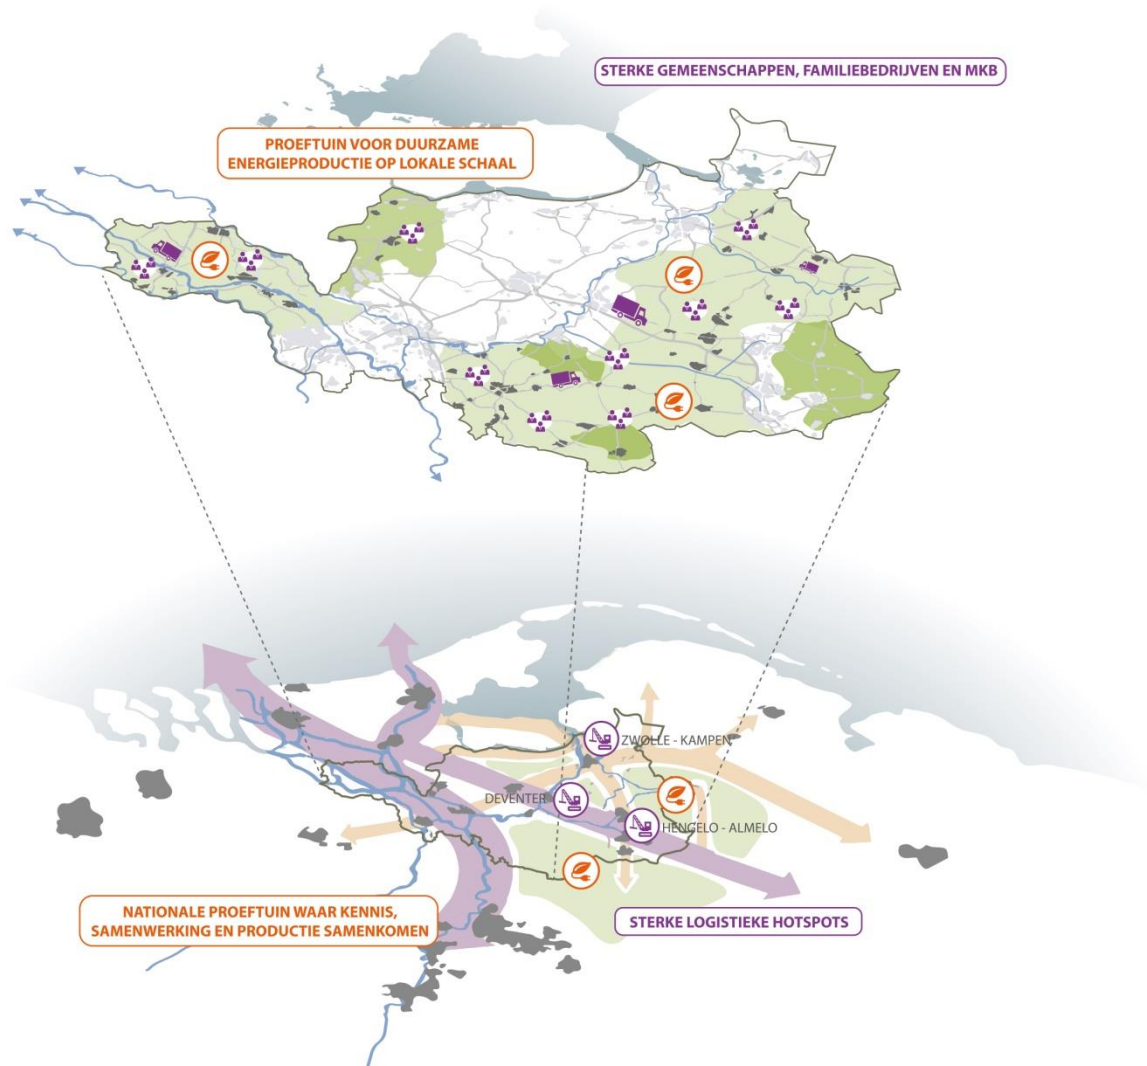 STERKE GEMEENSCHAPPEN, FAMILIEBEDRIJVEN EN MKB
PROEFTUIN VOOR DUURZAME
ENERGIEPRODUCTIE OP LOKALE SCHAAL
ZWOLLE - KAMPEN
DEVENTER
HENGELO - ALMELO
NATIONALE PROEFTUIN WAAR KENNIS,
SAMENWERKING EN PRODUCTIE SAMENKOMEN
STERKE LOGISTIEKE HOTSPOTS